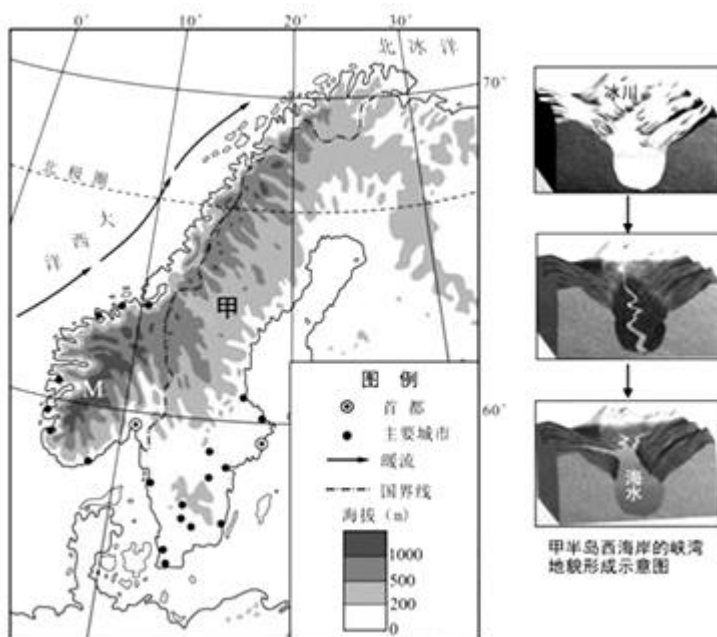 0°
10°
20°
30°
北冰洋
70°
北极圈
大西洋
甲
M
60°
图 例
首 都
主要城市
暖流
国界线
海拔 (m)
1000
500
200
0
冰川
海水
甲半岛西海岸的峡湾
地貌形成示意图